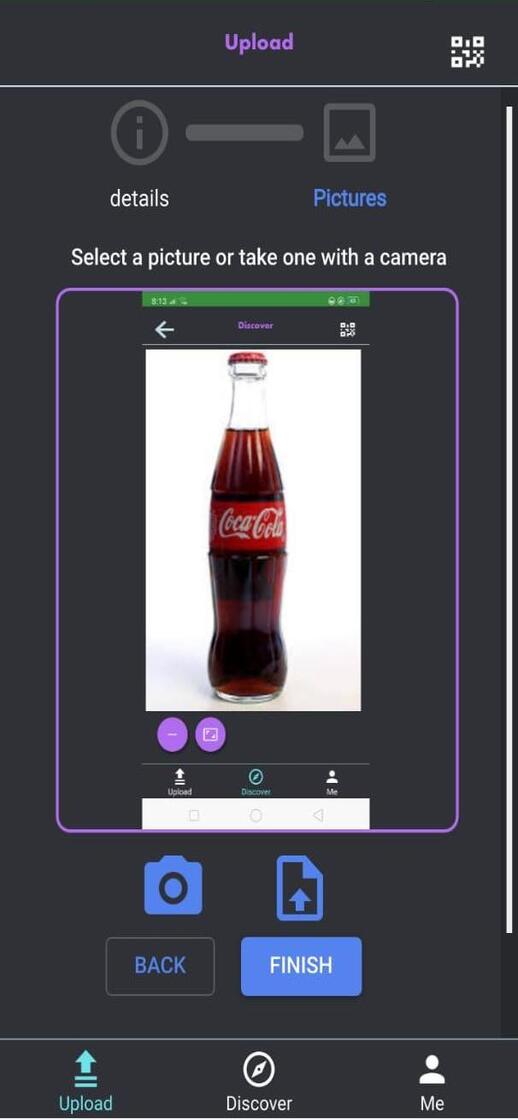 Upload
details
Pictures
Select a picture or take one with a camera
8:13
Discover
Coca-Cola
Upload
Discover
Me
BACK
FINISH
Upload
Discover
Me